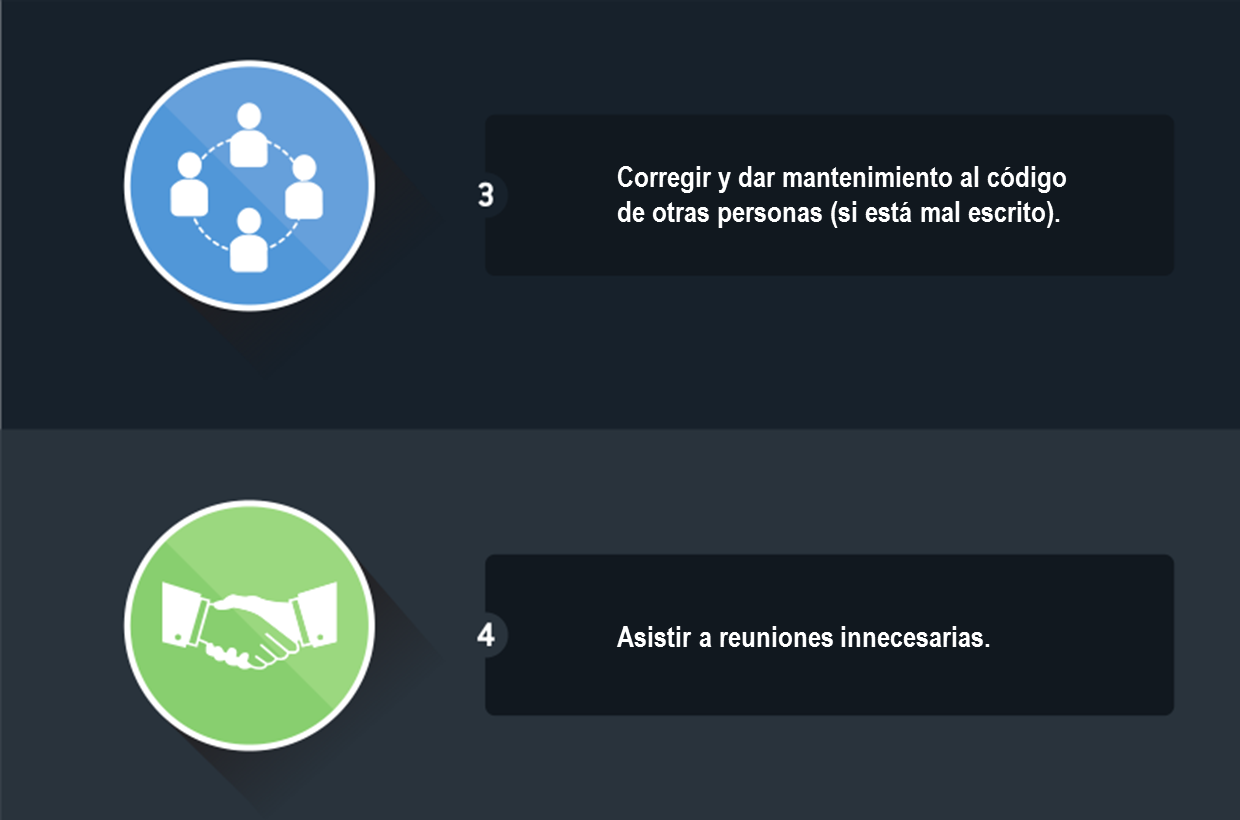 3
Corregir y dar mantenimiento al código
de otras personas (si está mal escrito).
4
Asistir a reuniones innecesarias.